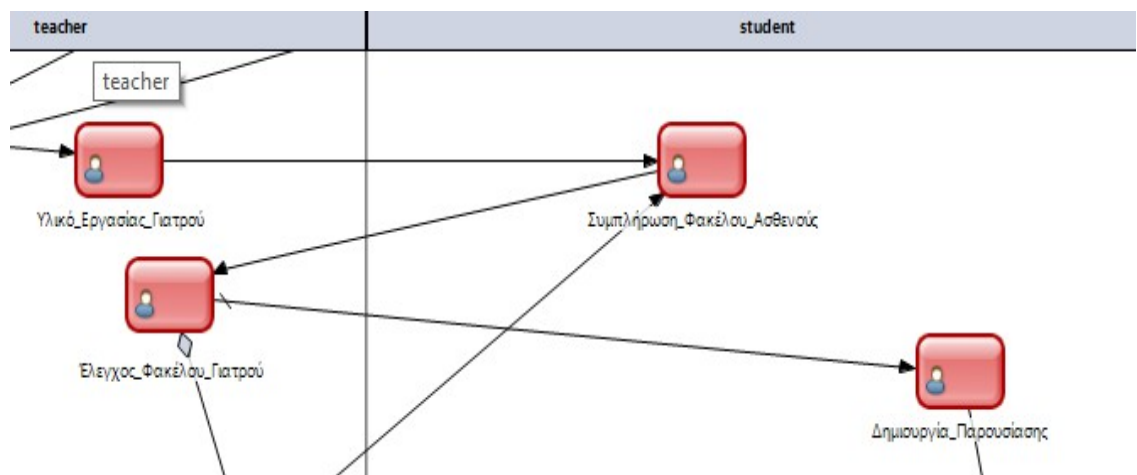 teacher
student
teacher
Υλικό_Εργασίας_Γιατρού
Συμπλήρωση_Φακέλου_Ασθενούς
Έλεγχος_Φακέλου_Γιατρού
Δημιουργία_Παρουσίασης